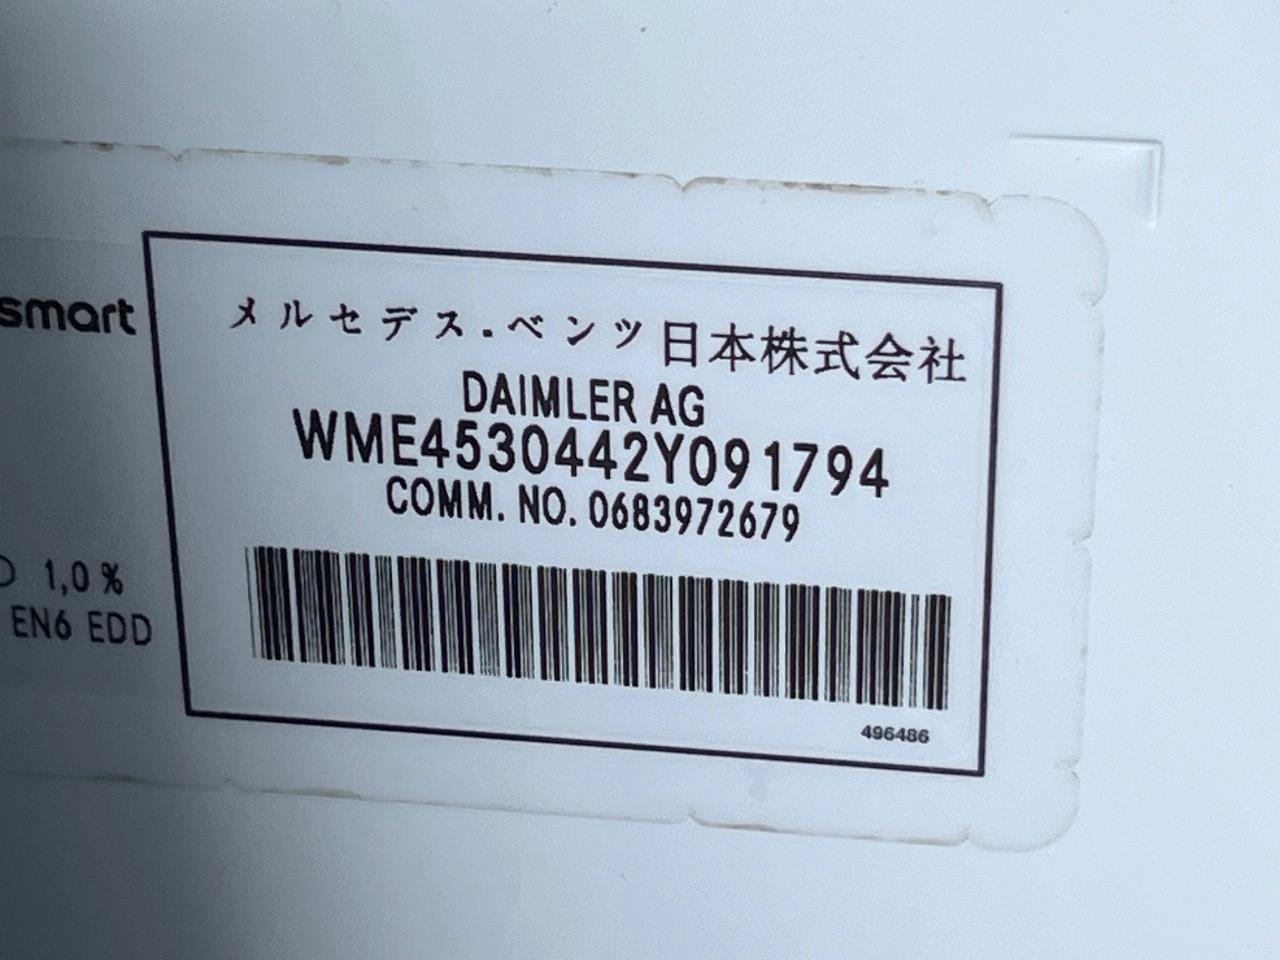 smart
メルセデス.ベンツ日本株式会社
DAIMLER AG
WME4530442Y091794
COMM. NO. 0683972679
1,0 %
EN6 EDD
496486